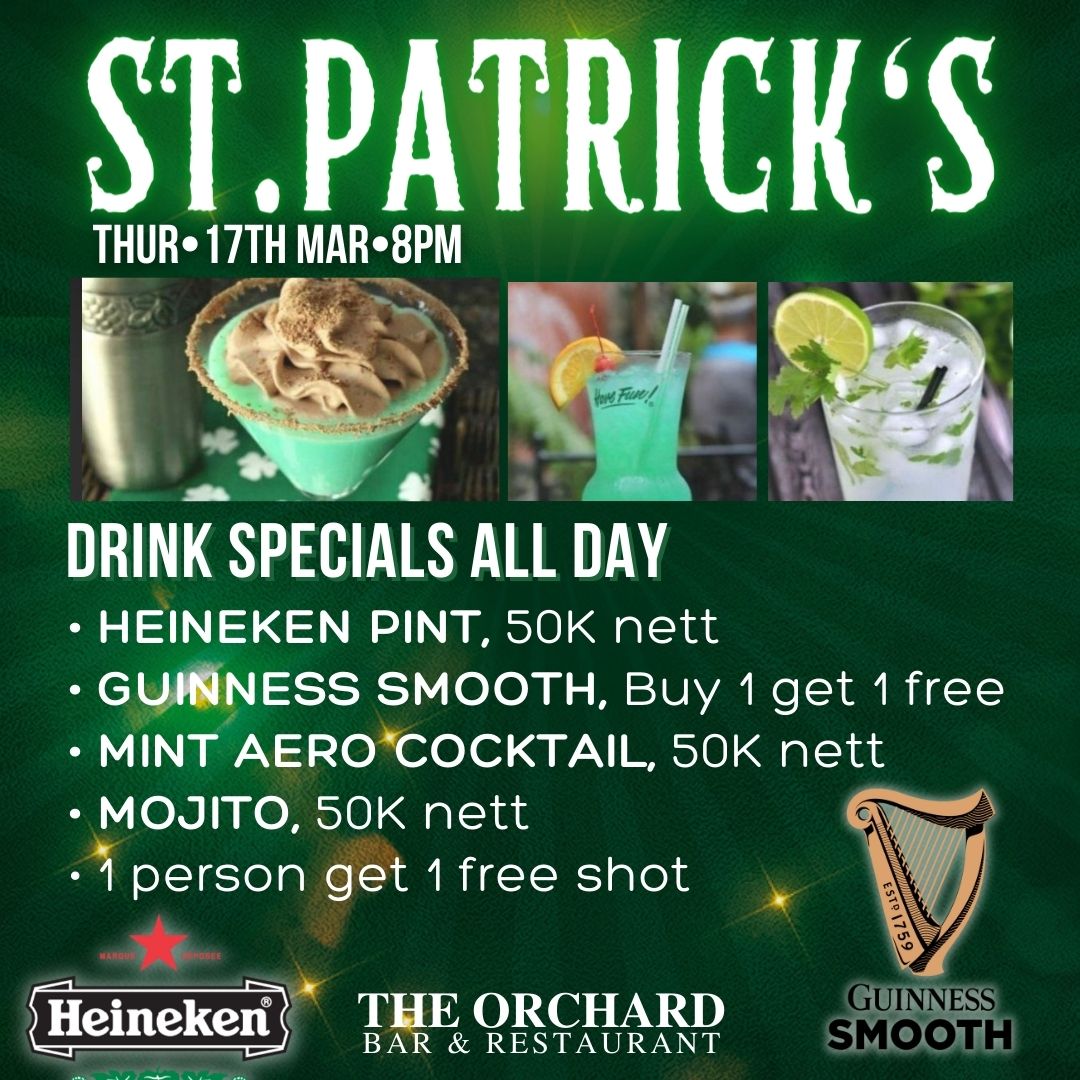 ST.PATRICK‘S
THUR•17TH MAR•8PM
Have Fun!
DRINK SPECIALS ALL DAY
• HEINEKEN PINT, 50K nett
• GUINNESS SMOOTH, Buy 1 get 1 free
• MINT AERO COCKTAIL, 50K nett
• MOJITO, 50K nett
• 1 person get 1 free shot
ESTD 1759
MARQUE DEPOSEE
Heineken®
THE ORCHARD
BAR & RESTAURANT
GUINNESS
SMOOTH